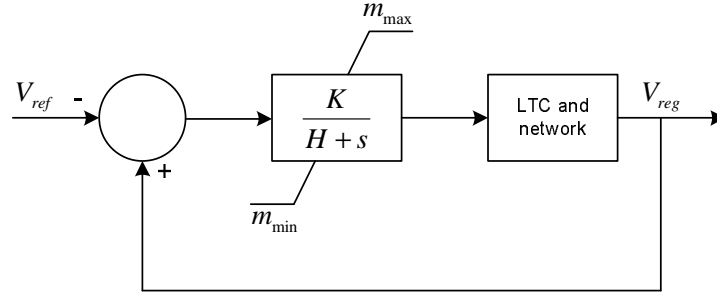 m_max
V_ref
-
K
H + s
LTC and
network
V_reg
+
m_min